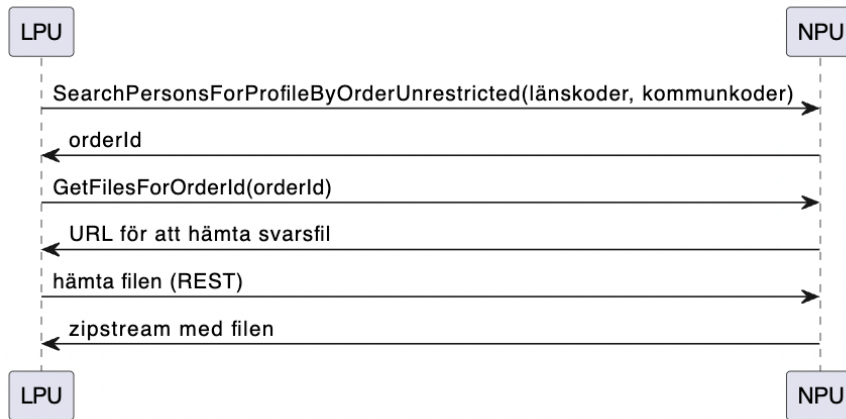 LPU
NPU
SearchPersonsForProfileByOrderUnrestricted(länskoder, kommunkoder)
orderId
GetFilesForOrderId(orderId)
URL för att hämta svarsfil
hämta filen (REST)
zipstream med filen
LPU
NPU